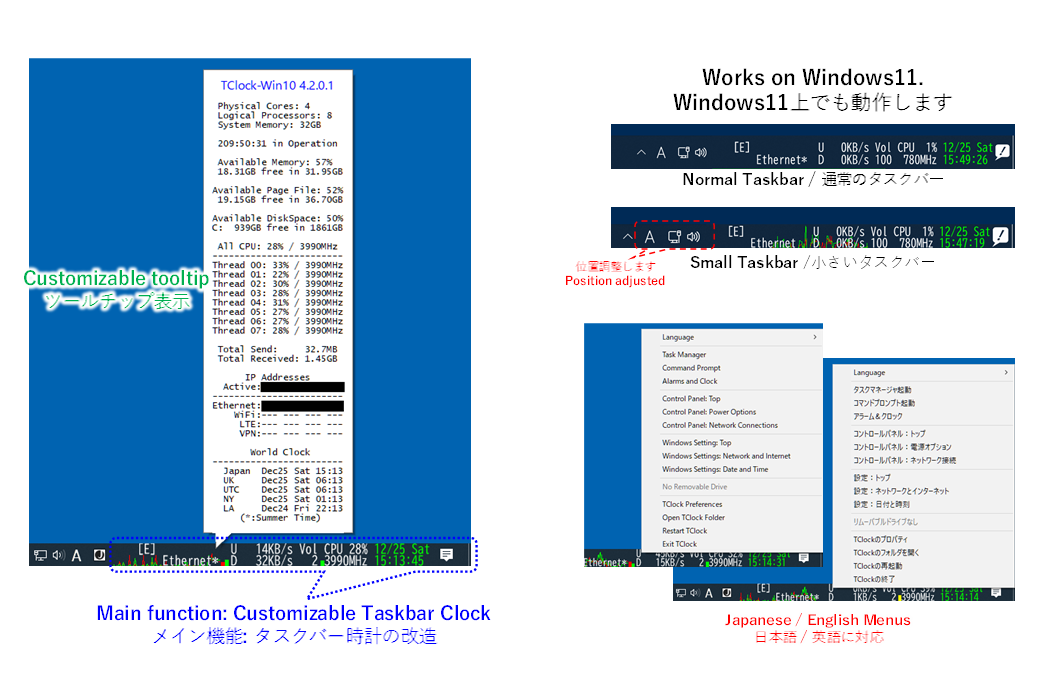 TClock-Win10 4.2.0.1
Physical Cores: 4
Logical Processors: 8
System Memory: 32GB
209:50:31 in Operation
Available Memory: 57%
18.31GB free in 31.95GB
Available Page File: 52%
19.15GB free in 36.70GB
Available DiskSpace: 50%
C: 939GB free in 1861GB
All CPU: 28% / 3990MHz
------------------------
Thread 00: 33% / 3990MHz
Thread 01: 22% / 3990MHz
Thread 02: 30% / 3990MHz
Thread 03: 28% / 3990MHz
Thread 04: 31% / 3990MHz
Thread 05: 27% / 3990MHz
Thread 06: 27% / 3990MHz
Thread 07: 28% / 3990MHz
Total Send: 32.7MB
Total Received: 1.45GB
IP Addresses
Active:
------------------------
Ethernet:
WiFi:--- --- --- ---
LTE:--- --- --- ---
VPN:--- --- --- ---
World Clock
------------------------
Japan Dec25 Sat 15:13
UK Dec25 Sat 06:13
UTC Dec25 Sat 06:13
NY Dec25 Sat 01:13
LA Dec24 Fri 22:13
(*:Summer Time)
Customizable tooltip
ツールチップ表示
A [E] U 14KB/s Vol CPU 28% 12/25 Sat
Ethernet* D 32KB/s 2 3990MHz 15:13:45
Main function: Customizable Taskbar Clock
メイン機能: タスクバー時計の改造
Works on Windows11.
Windows11上でも動作します
A [E] U 0KB/s Vol CPU 1% 12/25 Sat
Ethernet* D 0KB/s 100 780MHz 15:49:26
Normal Taskbar / 通常のタスクバー
A [E] U 0KB/s Vol CPU 1% 12/25 Sat
Ethernet D 0KB/s 100 780MHz 15:47:19
位置調整します
Position adjusted
Small Taskbar /小さいタスクバー
Language
Task Manager
Command Prompt
Alarms and Clock
Control Panel: Top
Control Panel: Power Options
Control Panel: Network Connections
Windows Setting: Top
Windows Settings: Network and Internet
Windows Settings: Date and Time
No Removable Drive
TClock Preferences
Open TClock Folder
Restart TClock
Exit TClock
Ethernet* D 15KB/s 2 3990MHz 15:14:31
Language
タスクマネージャ起動
コマンドプロンプト起動
アラーム&クロック
コントロールパネル：トップ
コントロールパネル：電源オプション
コントロールパネル：ネットワーク接続
設定：トップ
設定：ネットワークとインターネット
設定：日付と時刻
リムーバブルドライブなし
TClockのプロパティ
TClockのフォルダを開く
TClockの再起動
TClockの終了
A [E]
Ethernet* D 1KB/s 2 3990MHz 15:14:14
Japanese / English Menus
日本語 / 英語に対応